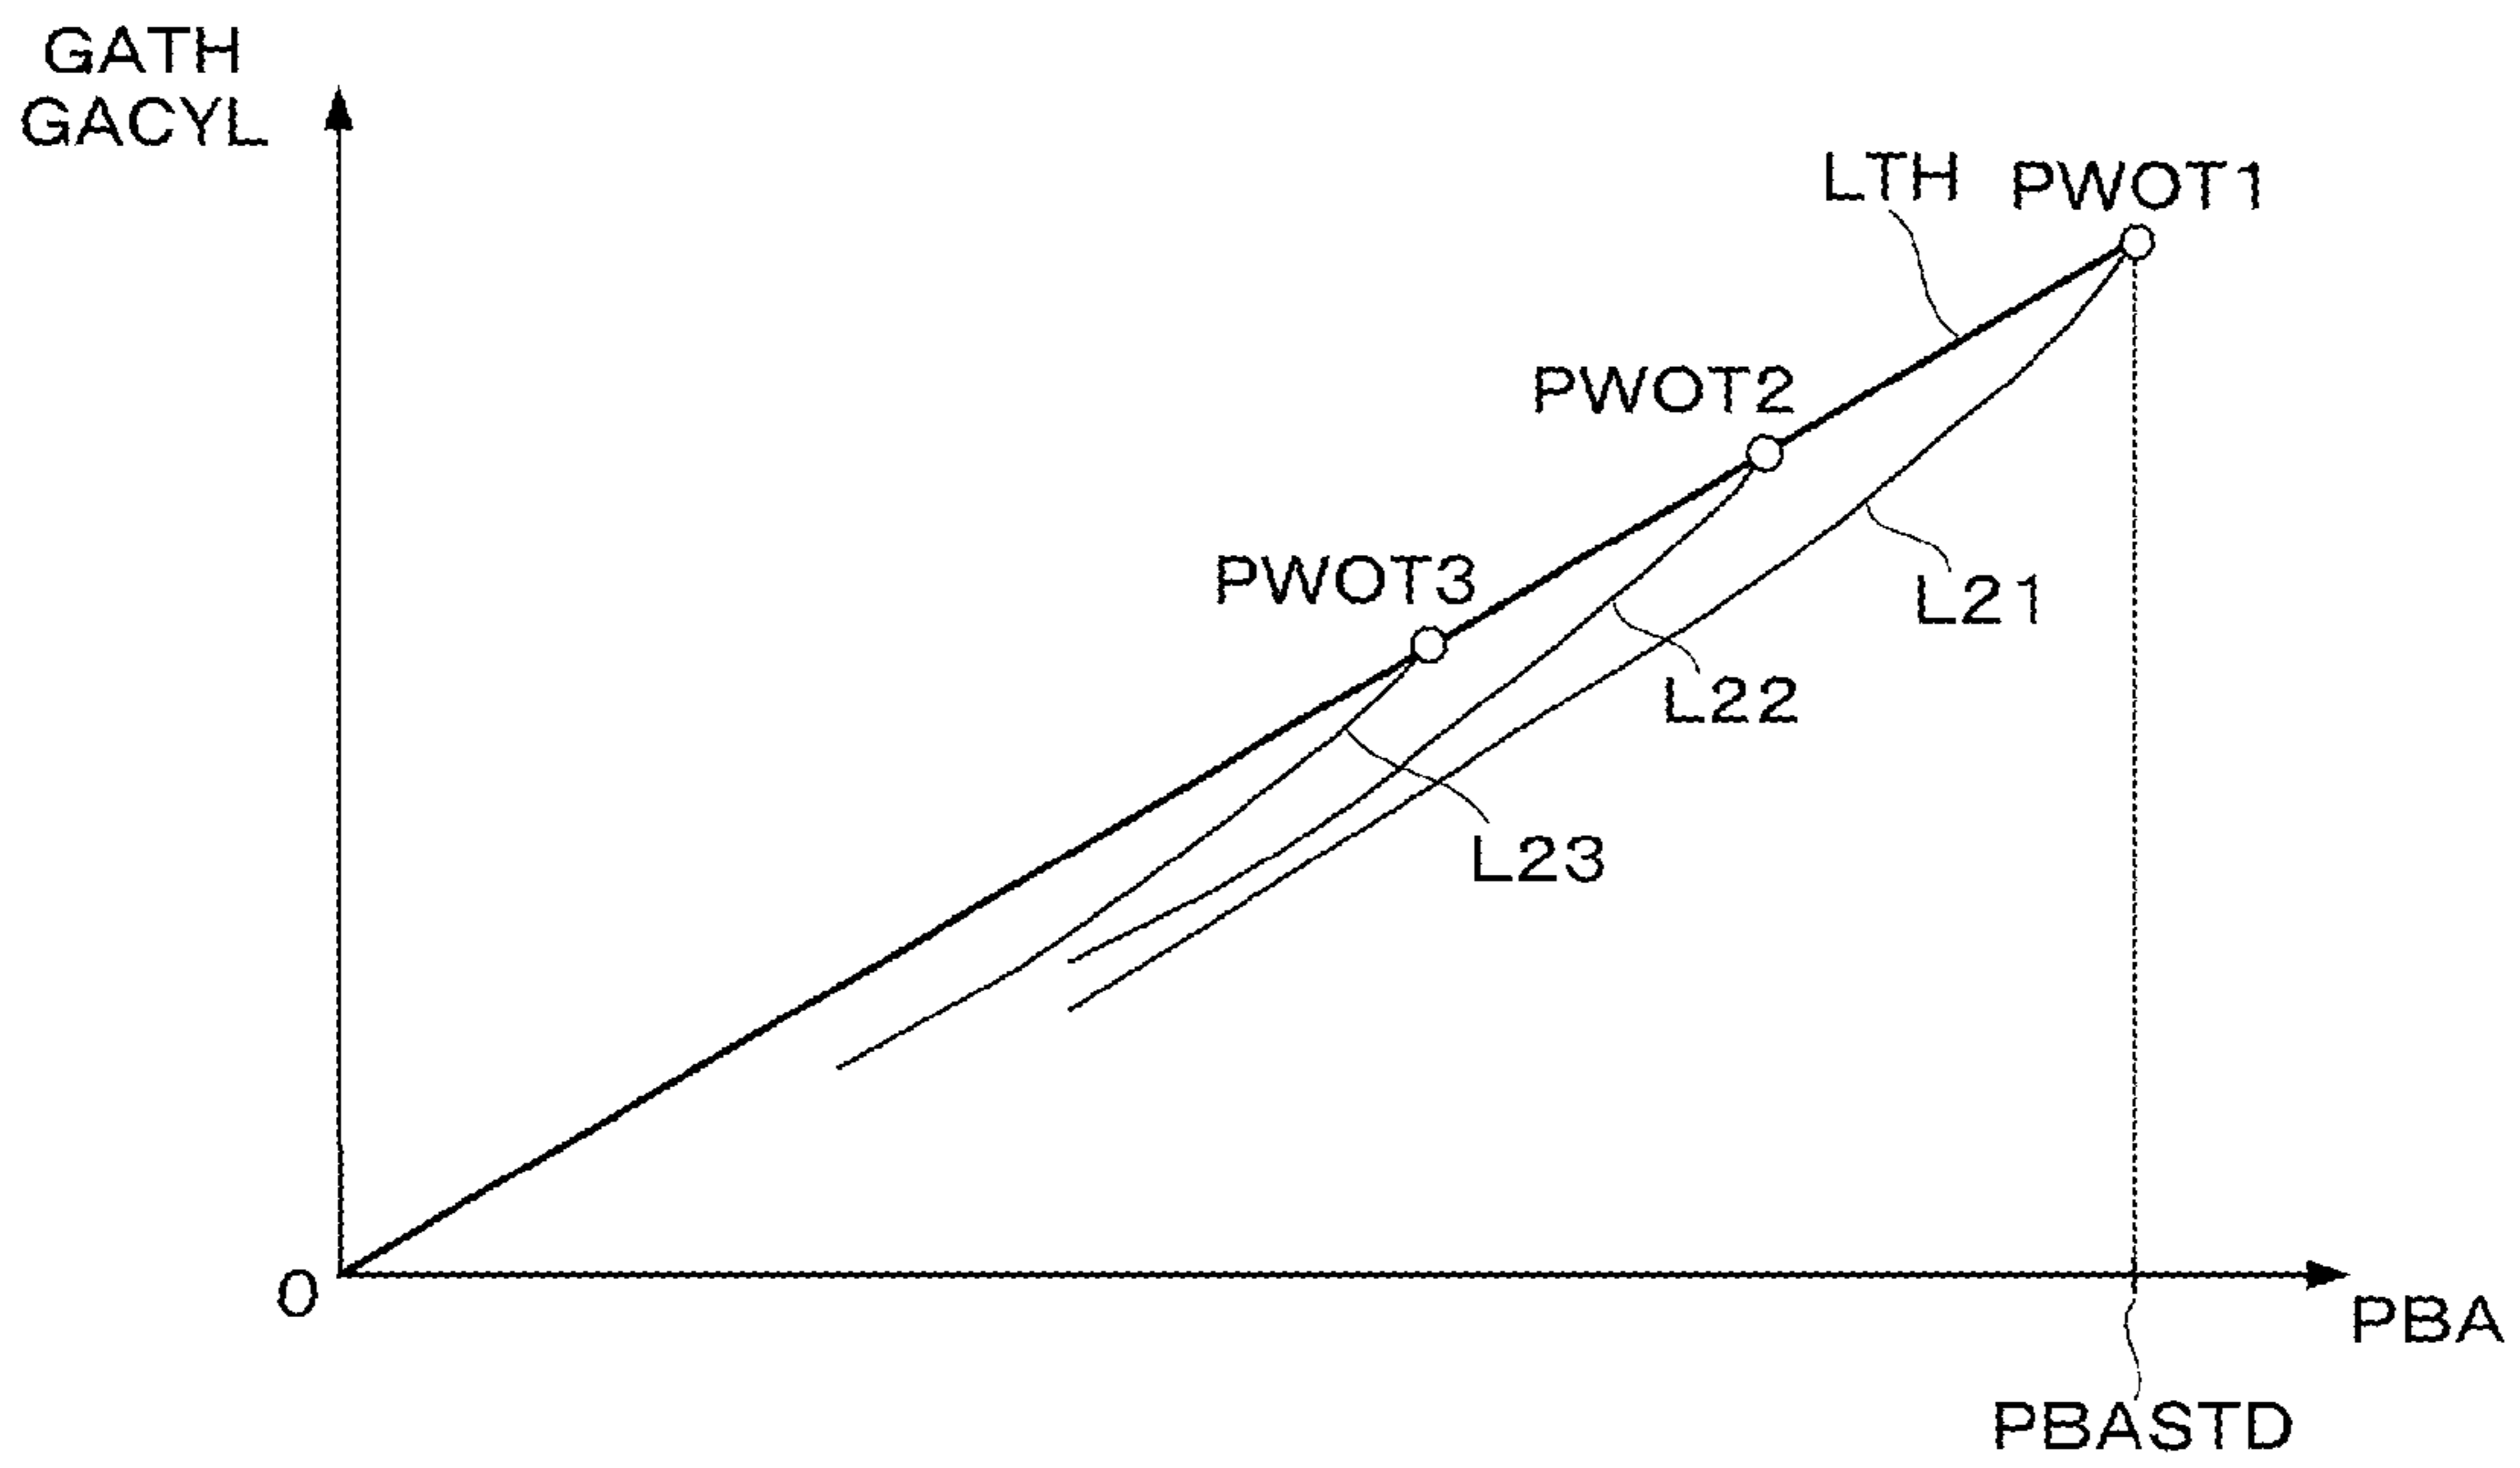 GATH
GACYL
LTH
PWOT1
PWOT2
PWOT3
L21
L22
L23
0
PBA
PBASTD